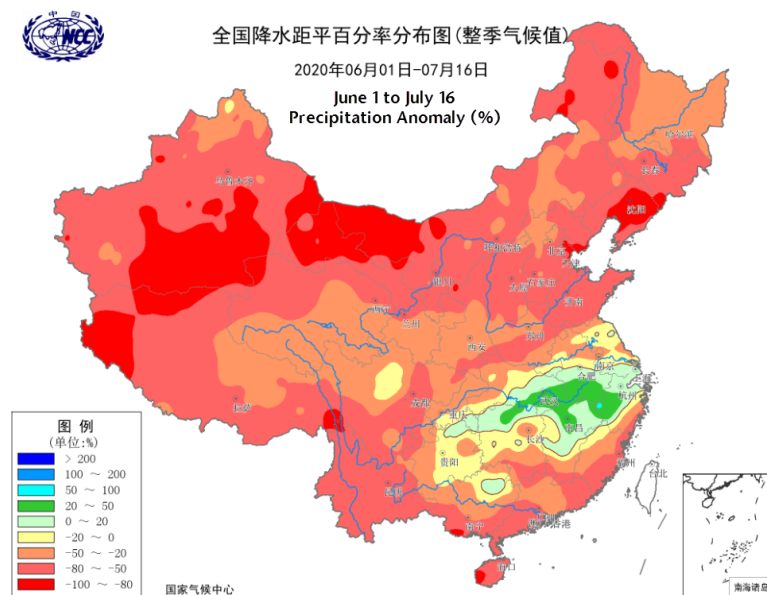 中国
NCC
全国降水距平百分率分布图(整季气候值)
2020年06月01日-07月16日
June 1 to July 16
Precipitation Anomaly (%)
哈尔滨
乌鲁木齐
长春
沈阳
呼和浩特
北京
天津
银川
太原
石家庄
济南
西宁
兰州
郑州
西安
南京
合肥
上海
杭州
武汉
成都
拉萨
重庆
南昌
长沙
贵阳
福州
台北
昆明
广州
南宁
澳门
香港
海口
图 例
(单位:%)
> 200
100 ~ 200
50 ~ 100
20 ~ 50
0 ~ 20
-20 ~ 0
-50 ~ -20
-80 ~ -50
-100 ~ -80
国家气候中心
南海诸岛